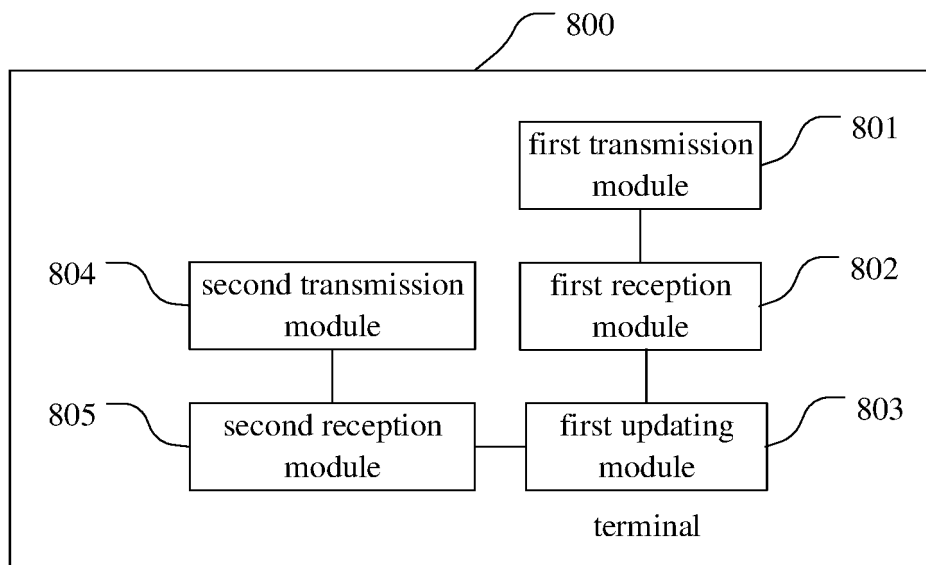 800
first transmission
module
801
804
second transmission
module
first reception
module
802
805
second reception
module
first updating
module
803
terminal